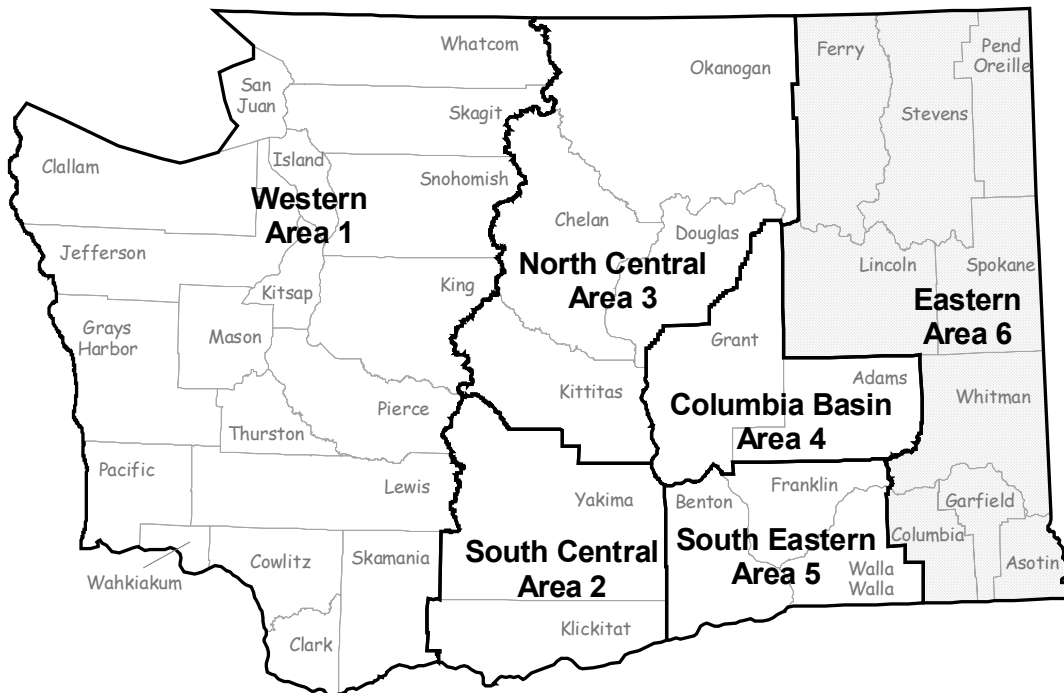 Whatcom
Okanogan
Ferry
Pend
Oreille
San
Juan
Skagit
Stevens
Clallam
Island
Snohomish
Western
Area 1
Chelan
Douglas
Jefferson
Lincoln
Spokane
North Central
Area 3
Kitsap
King
Eastern
Area 6
Grays
Harbor
Mason
Grant
Adams
Kittitas
Whitman
Columbia Basin
Area 4
Pierce
Thurston
Pacific
Lewis
Yakima
Benton
Franklin
Garfield
Columbia
South Central
Area 2
South Eastern
Area 5
Cowlitz
Skamania
Wahkiakum
Walla
Walla
Asotin
Clark
Klickitat